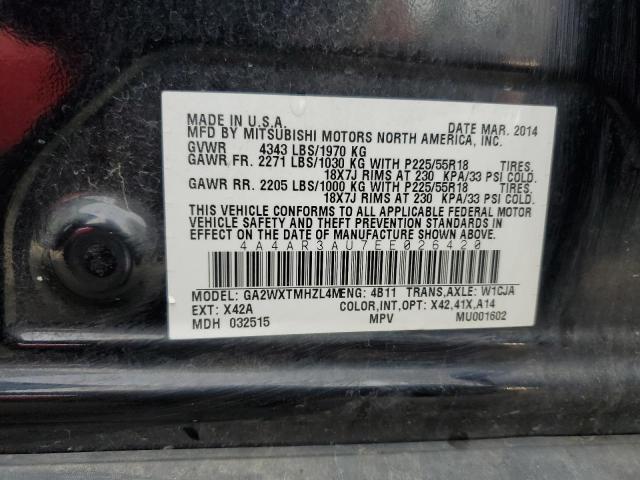 MADE IN U.S.A. DATE MAR. 2014
MFD BY MITSUBISHI MOTORS NORTH AMERICA, INC.
GVWR 4343 LBS/1970 KG
GAWR FR. 2271 LBS/1030 KG WITH P225/55R18 TIRES.
18X7J RIMS AT 230 KPA/33 PSI COLD.
GAWR RR. 2205 LBS/1000 KG WITH P225/55R18 TIRES.
18X7J RIMS AT 230 KPA/33 PSI COLD.
THIS VEHICLE CONFORMS TO ALL APPLICABLE FEDERAL MOTOR
VEHICLE SAFETY AND THEFT PREVENTION STANDARDS IN
EFFECT ON THE DATE OF MANUFACTURE SHOWN ABOVE.
4A4AR3AU7EE026420
MODEL: GA2WXTMHZL4M ENG: 4B11 TRANS,AXLE: W1CJA
EXT: X42A COLOR,INT,OPT: X42,41X,A14
MDH 032515 MPV MU001602